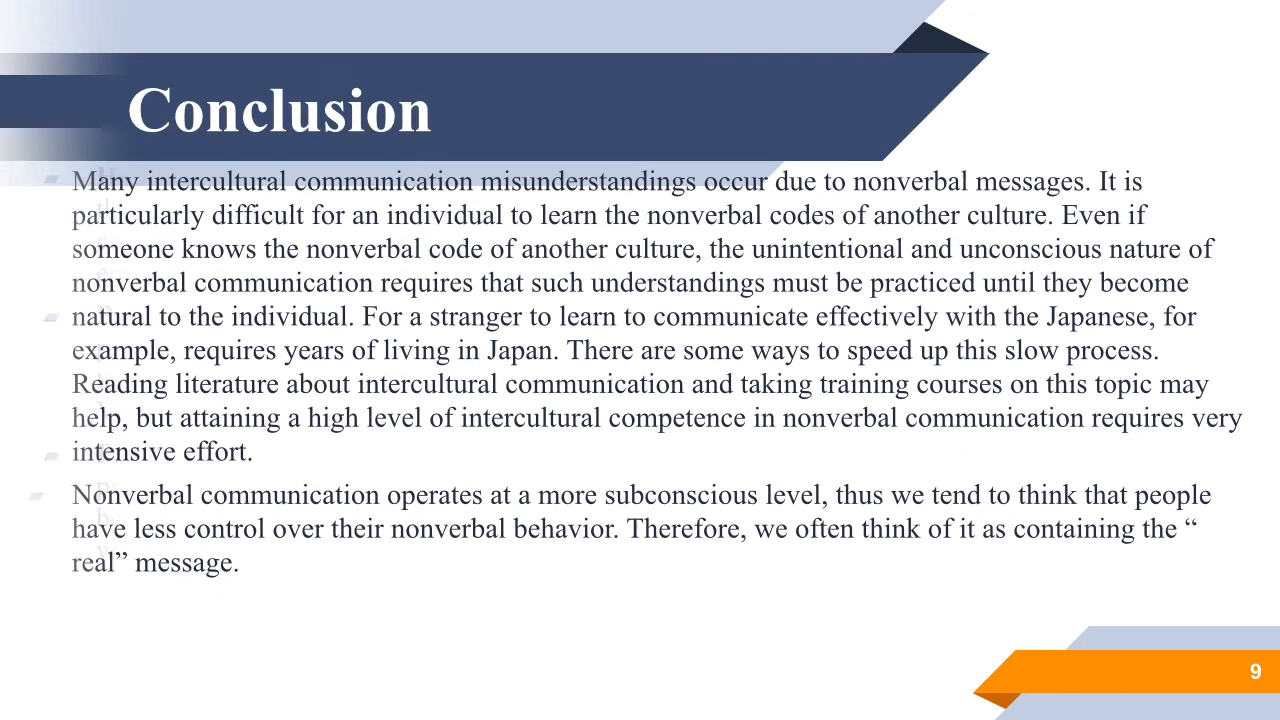 Conclusion
Many intercultural communication misunderstandings occur due to nonverbal messages. It is
particularly difficult for an individual to learn the nonverbal codes of another culture. Even if
someone knows the nonverbal code of another culture, the unintentional and unconscious nature of
nonverbal communication requires that such understandings must be practiced until they become
natural to the individual. For a stranger to learn to communicate effectively with the Japanese, for
example, requires years of living in Japan. There are some ways to speed up this slow process.
Reading literature about intercultural communication and taking training courses on this topic may
help, but attaining a high level of intercultural competence in nonverbal communication requires very
intensive effort.
Nonverbal communication operates at a more subconscious level, thus we tend to think that people
have less control over their nonverbal behavior. Therefore, we often think of it as containing the “
real” message.
9